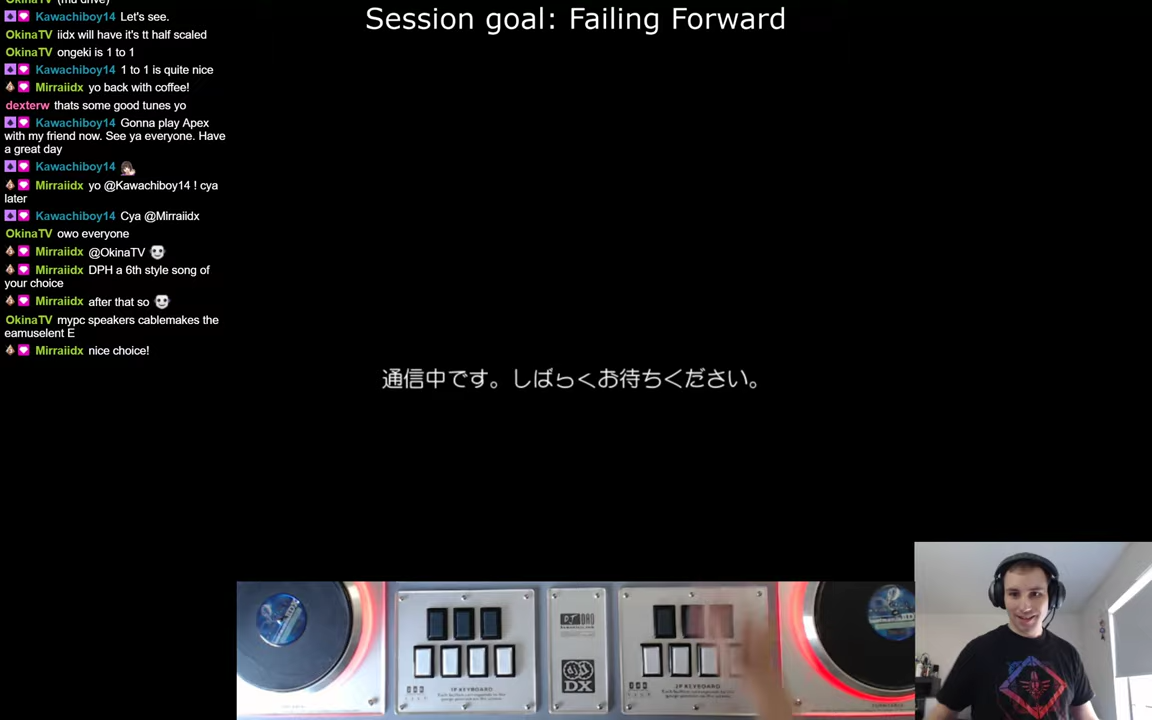 Session goal: Failing Forward
Kawachiboy14 Let's see.
OkinaTV iidx will have it's tt half scaled
OkinaTV ongeki is 1 to 1
Kawachiboy14 1 to 1 is quite nice
Mirraiidx yo back with coffee!
dexterw thats some good tunes yo
Kawachiboy14 Gonna play Apex
with my friend now. See ya everyone. Have
a great day
Kawachiboy14
Mirraiidx yo @Kawachiboy14 ! cya
later
Kawachiboy14 Cya @Mirraiidx
OkinaTV owo everyone
Mirraiidx @OkinaTV
Mirraiidx DPH a 6th style song of
your choice
Mirraiidx after that so
OkinaTV mypc speakers cablemakes the
eamuselent E
Mirraiidx nice choice!
通信中です。しばらくお待ちください。
DX